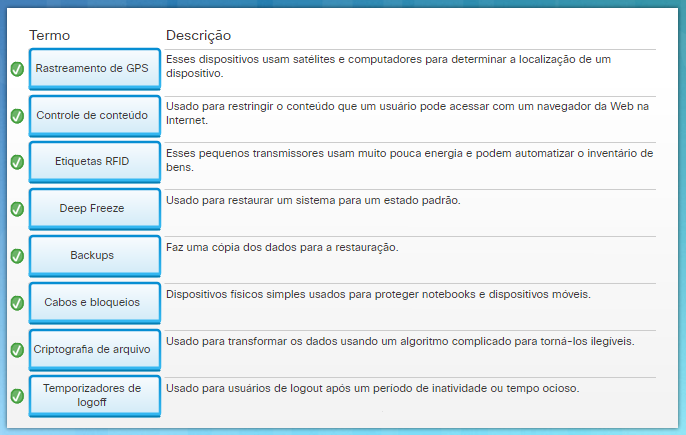 Termo Descrição
Rastreamento de GPS
Esses dispositivos usam satélites e computadores para determinar a localização de um
dispositivo.
Controle de conteúdo
Usado para restringir o conteúdo que um usuário pode acessar com um navegador da Web na
Internet.
Etiquetas RFID
Esses pequenos transmissores usam muito pouca energia e podem automatizar o inventário de
bens.
Deep Freeze
Usado para restaurar um sistema para um estado padrão.
Backups
Faz uma cópia dos dados para a restauração.
Cabos e bloqueios
Dispositivos físicos simples usados para proteger notebooks e dispositivos móveis.
Criptografia de arquivo
Usado para transformar os dados usando um algoritmo complicado para torná-los ilegíveis.
Temporizadores de
logoff
Usado para usuários de logout após um período de inatividade ou tempo ocioso.